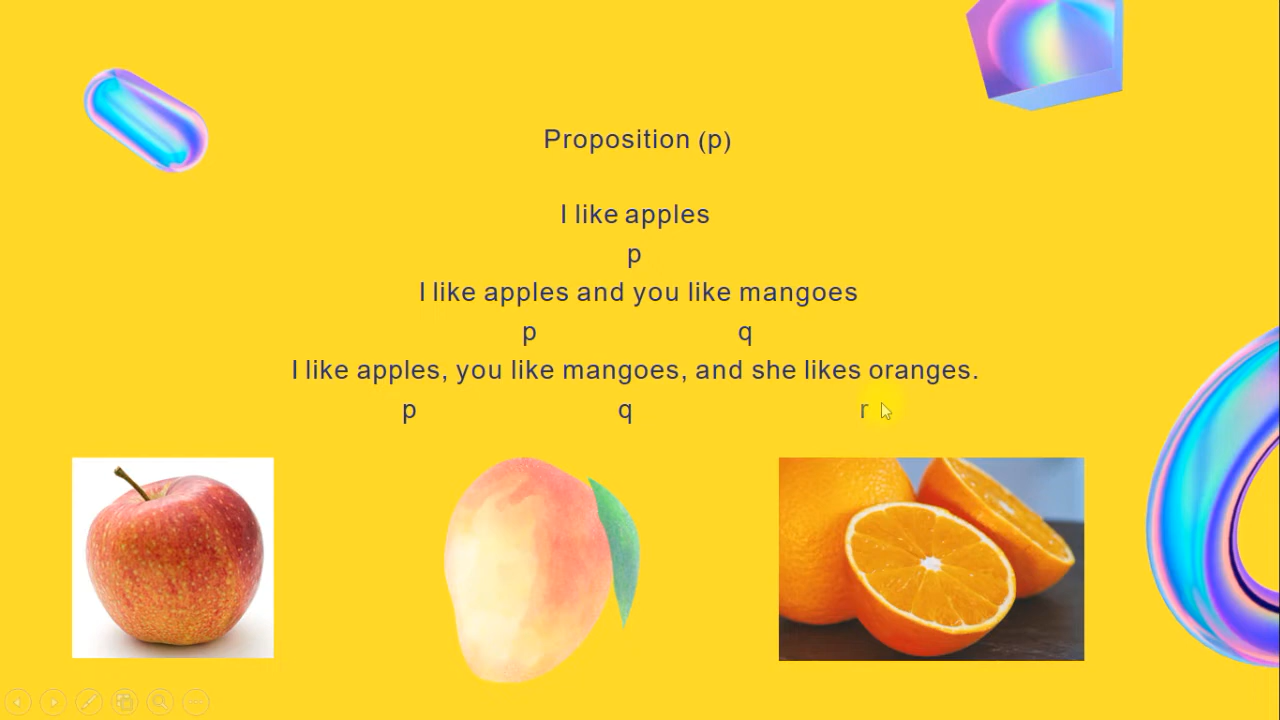 Proposition (p)
I like apples
p
I like apples and you like mangoes
p q
I like apples, you like mangoes, and she likes oranges.
p q r